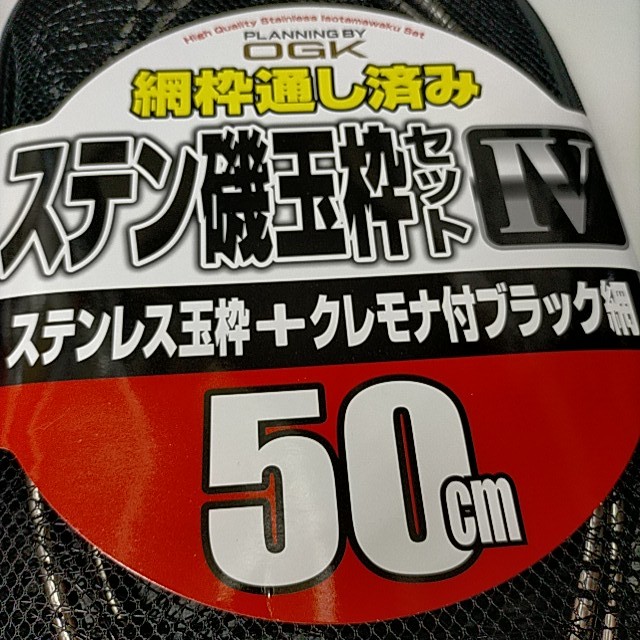 High Quality Stainless Isotamawaku Set
PLANNING BY
OGK
網枠通し済み
ステン磯玉枠セット IV
ステンレス玉枠+クレモナ付ブラック網
50cm